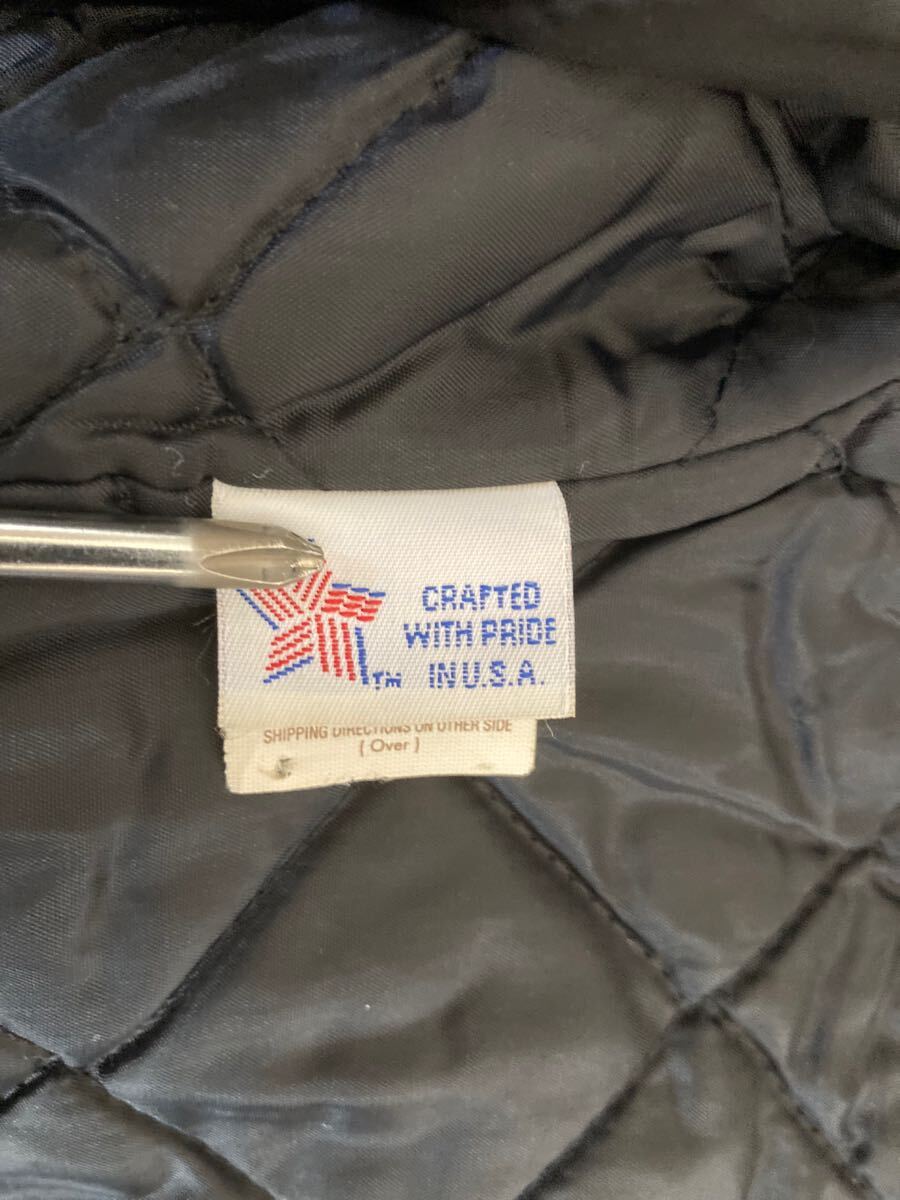 CRAFTED
WITH PRIDE
IN U.S.A.
TM
SHIPPING DIRECTIONS ON OTHER SIDE
( Over )